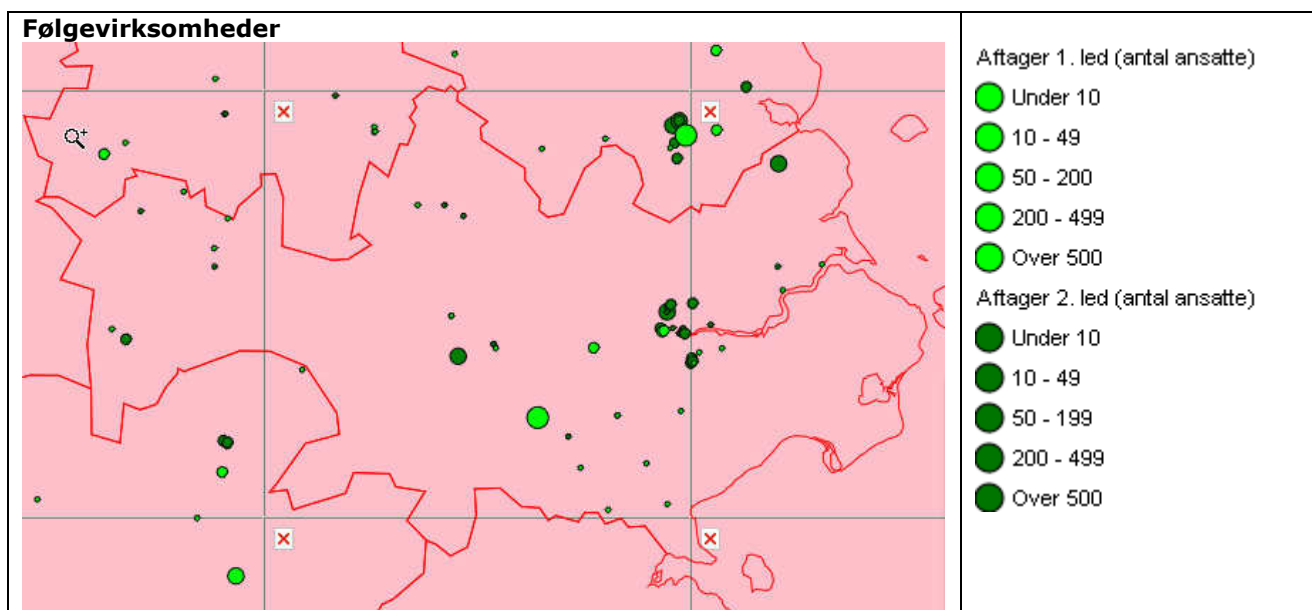 Følgevirksomheder
Aftager 1. led (antal ansatte)
Under 10
10 - 49
50 - 200
200 - 499
Over 500
Aftager 2. led (antal ansatte)
Under 10
10 - 49
50 - 199
200 - 499
Over 500